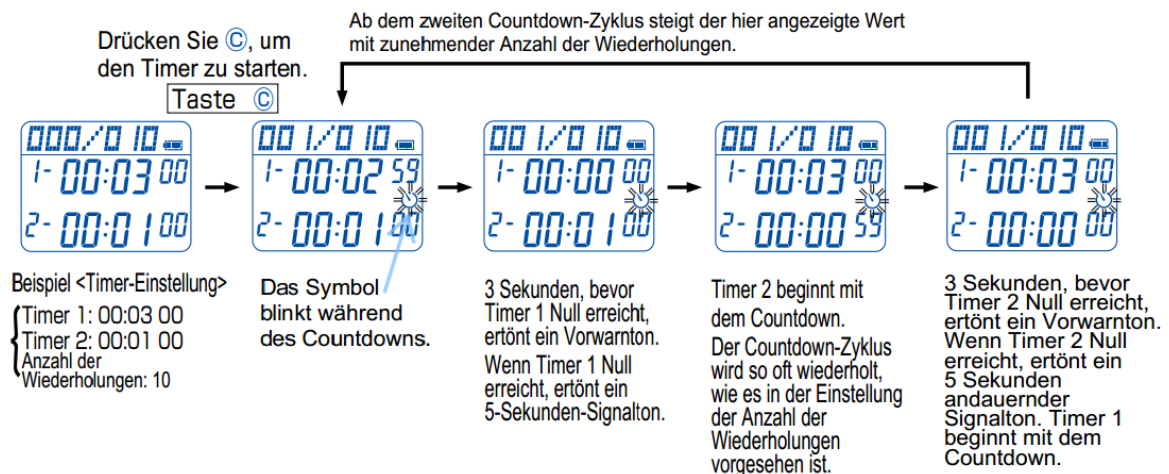 Ab dem zweiten Countdown-Zyklus steigt der hier angezeigte Wert
mit zunehmender Anzahl der Wiederholungen.
Drücken Sie Ⓒ, um
den Timer zu starten.
Taste Ⓒ
000/010
1- 00:03 00
2- 00:01 00
001/010
1- 00:02 59
2- 00:01 00
001/010
1- 00:00 00
2- 00:01 00
001/010
1- 00:03 00
2- 00:00 59
001/010
1- 00:03 00
2- 00:00 00
Beispiel <Timer-Einstellung>
Timer 1: 00:03 00
Timer 2: 00:01 00
Anzahl der
Wiederholungen: 10
Das Symbol
blinkt während
des Countdowns.
3 Sekunden, bevor
Timer 1 Null erreicht,
ertönt ein Vorwarnton.
Wenn Timer 1 Null
erreicht, ertönt ein
5-Sekunden-Signalton.
Timer 2 beginnt mit
dem Countdown.
Der Countdown-Zyklus
wird so oft wiederholt,
wie es in der Einstellung
der Anzahl der
Wiederholungen
vorgesehen ist.
3 Sekunden, bevor
Timer 2 Null erreicht,
ertönt ein Vorwarnton.
Wenn Timer 2 Null
erreicht, ertönt ein
5 Sekunden
andauernder
Signalton. Timer 1
beginnt mit dem
Countdown.